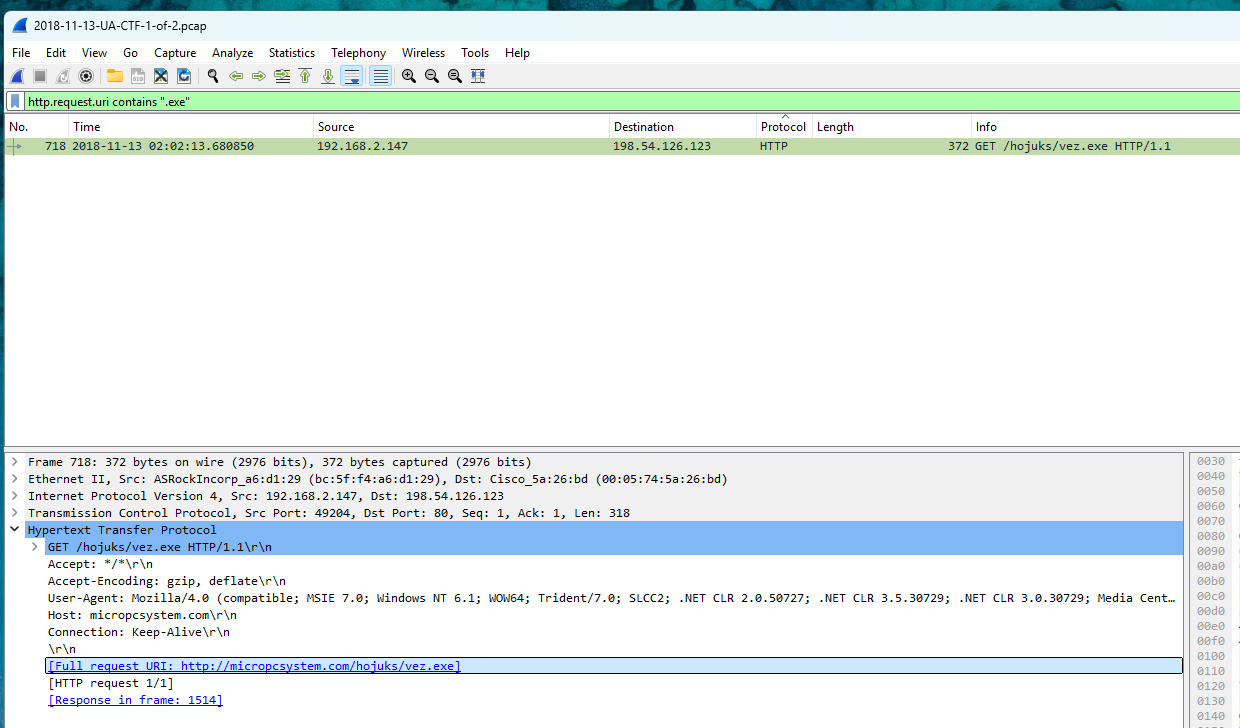 2018-11-13-UA-CTF-1-of-2.pcap
File Edit View Go Capture Analyze Statistics Telephony Wireless Tools Help
http.request.uri contains ".exe"
No. Time Source Destination Protocol Length Info
718 2018-11-13 02:02:13.680850 192.168.2.147 198.54.126.123 HTTP 372 GET /hojuks/vez.exe HTTP/1.1
Frame 718: 372 bytes on wire (2976 bits), 372 bytes captured (2976 bits)
Ethernet II, Src: ASRockIncorp_a6:d1:29 (bc:5f:f4:a6:d1:29), Dst: Cisco_5a:26:bd (00:05:74:5a:26:bd)
Internet Protocol Version 4, Src: 192.168.2.147, Dst: 198.54.126.123
Transmission Control Protocol, Src Port: 49204, Dst Port: 80, Seq: 1, Ack: 1, Len: 318
Hypertext Transfer Protocol
GET /hojuks/vez.exe HTTP/1.1\r\n
Accept: */*\r\n
Accept-Encoding: gzip, deflate\r\n
User-Agent: Mozilla/4.0 (compatible; MSIE 7.0; Windows NT 6.1; WOW64; Trident/7.0; SLCC2; .NET CLR 2.0.50727; .NET CLR 3.5.30729; .NET CLR 3.0.30729; Media Cent…
Host: micropcsystem.com\r\n
Connection: Keep-Alive\r\n
\r\n
[Full request URI: http://micropcsystem.com/hojuks/vez.exe]
[HTTP request 1/1]
[Response in frame: 1514]
0030
0040
0050
0060
0070
0080
0090
00a0
00b0
00c0
00d0
00e0
00f0
0100
0110
0120
0130
0140